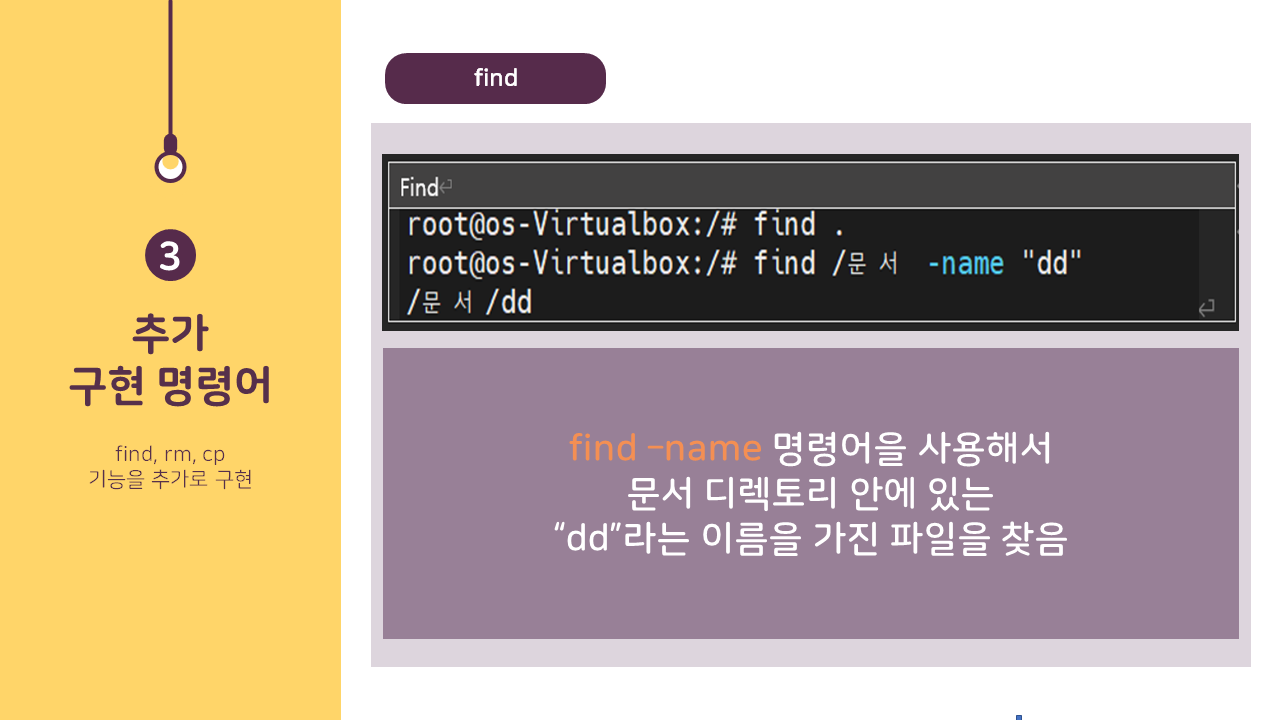 3
추가
구현 명령어
find, rm, cp
기능을 추가로 구현
find
Find↵
root@os-Virtualbox:/# find .
root@os-Virtualbox:/# find /문 서  -name "dd"
/문 서 /dd
find –name 명령어을 사용해서
문서 디렉토리 안에 있는
“dd”라는 이름을 가진 파일을 찾음